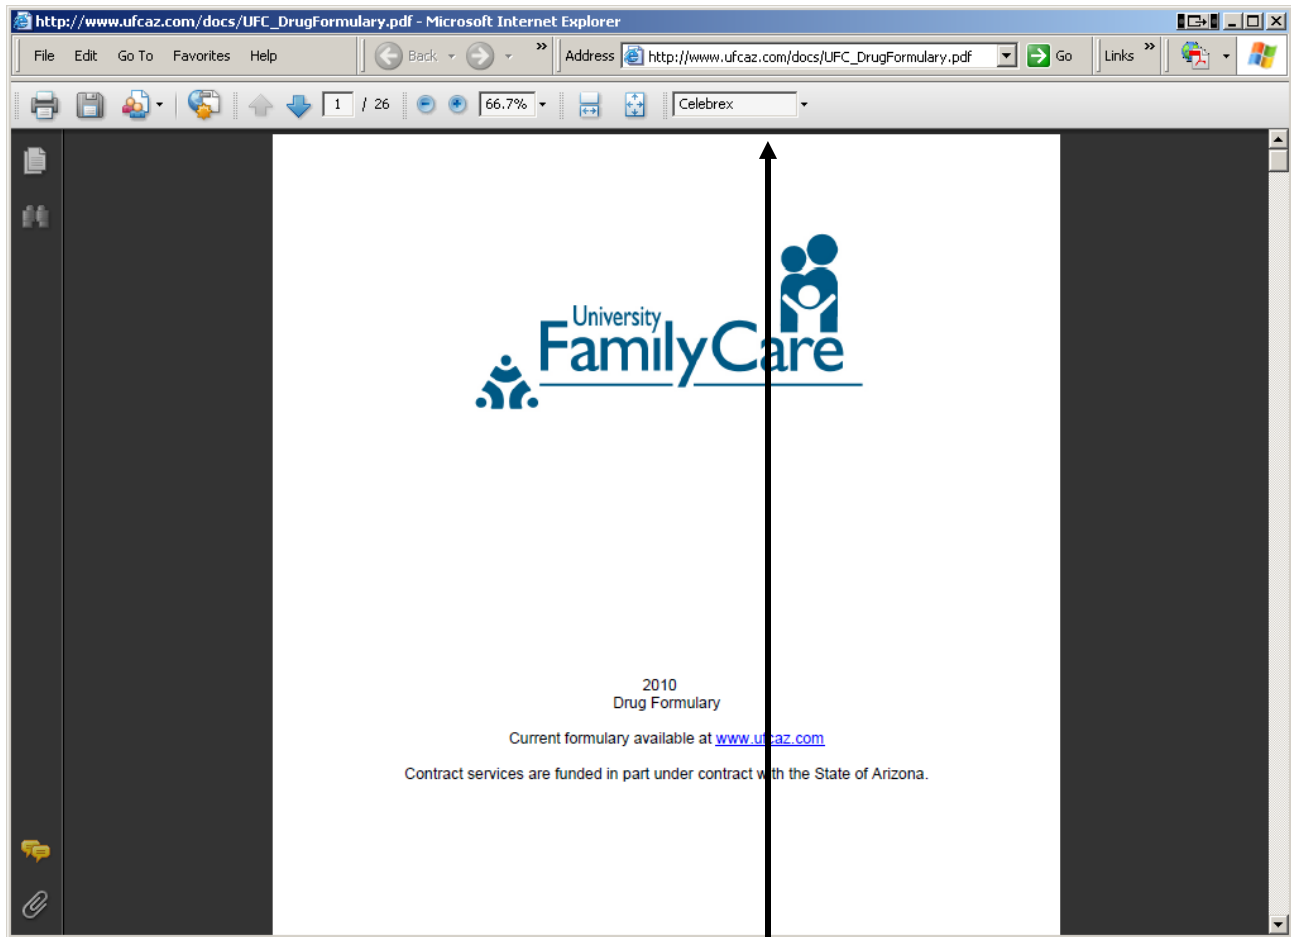 http://www.ufcaz.com/docs/UFC_DrugFormulary.pdf - Microsoft Internet Explorer
File Edit Go To Favorites Help Back » Address http://www.ufcaz.com/docs/UFC_DrugFormulary.pdf Go Links »
1 / 26 66.7% Celebrex
University
FamilyCare
2010
Drug Formulary
Current formulary available at www.ufcaz.com
Contract services are funded in part under contract with the State of Arizona.